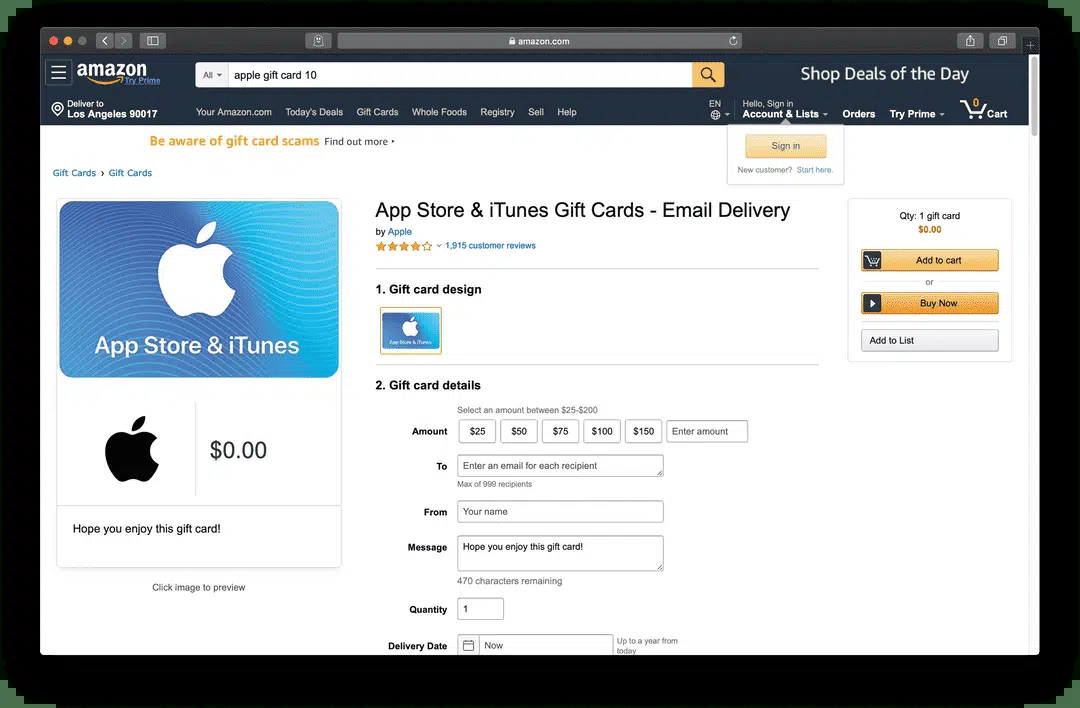 amazon.com
amazon
Try Prime
All
apple gift card 10
Shop Deals of the Day
Deliver to
Los Angeles 90017
Your Amazon.com
Today's Deals
Gift Cards
Whole Foods
Registry
Sell
Help
EN
Hello, Sign in
Account & Lists
Orders
Try Prime
0
Cart
Be aware of gift card scams Find out more ‣
Sign in
New customer? Start here.
Gift Cards › Gift Cards
App Store & iTunes
$0.00
Hope you enjoy this gift card!
Click image to preview
App Store & iTunes Gift Cards - Email Delivery
by Apple
1,915 customer reviews
1. Gift card design
App Store & iTunes
2. Gift card details
Select an amount between $25-$200
Amount
$25
$50
$75
$100
$150
Enter amount
To
Enter an email for each recipient
Max of 999 recipients
From
Your name
Message
Hope you enjoy this gift card!
470 characters remaining
Quantity
1
Delivery Date
Now
Up to a year from
today
Qty: 1 gift card
$0.00
Add to cart
or
Buy Now
Add to List